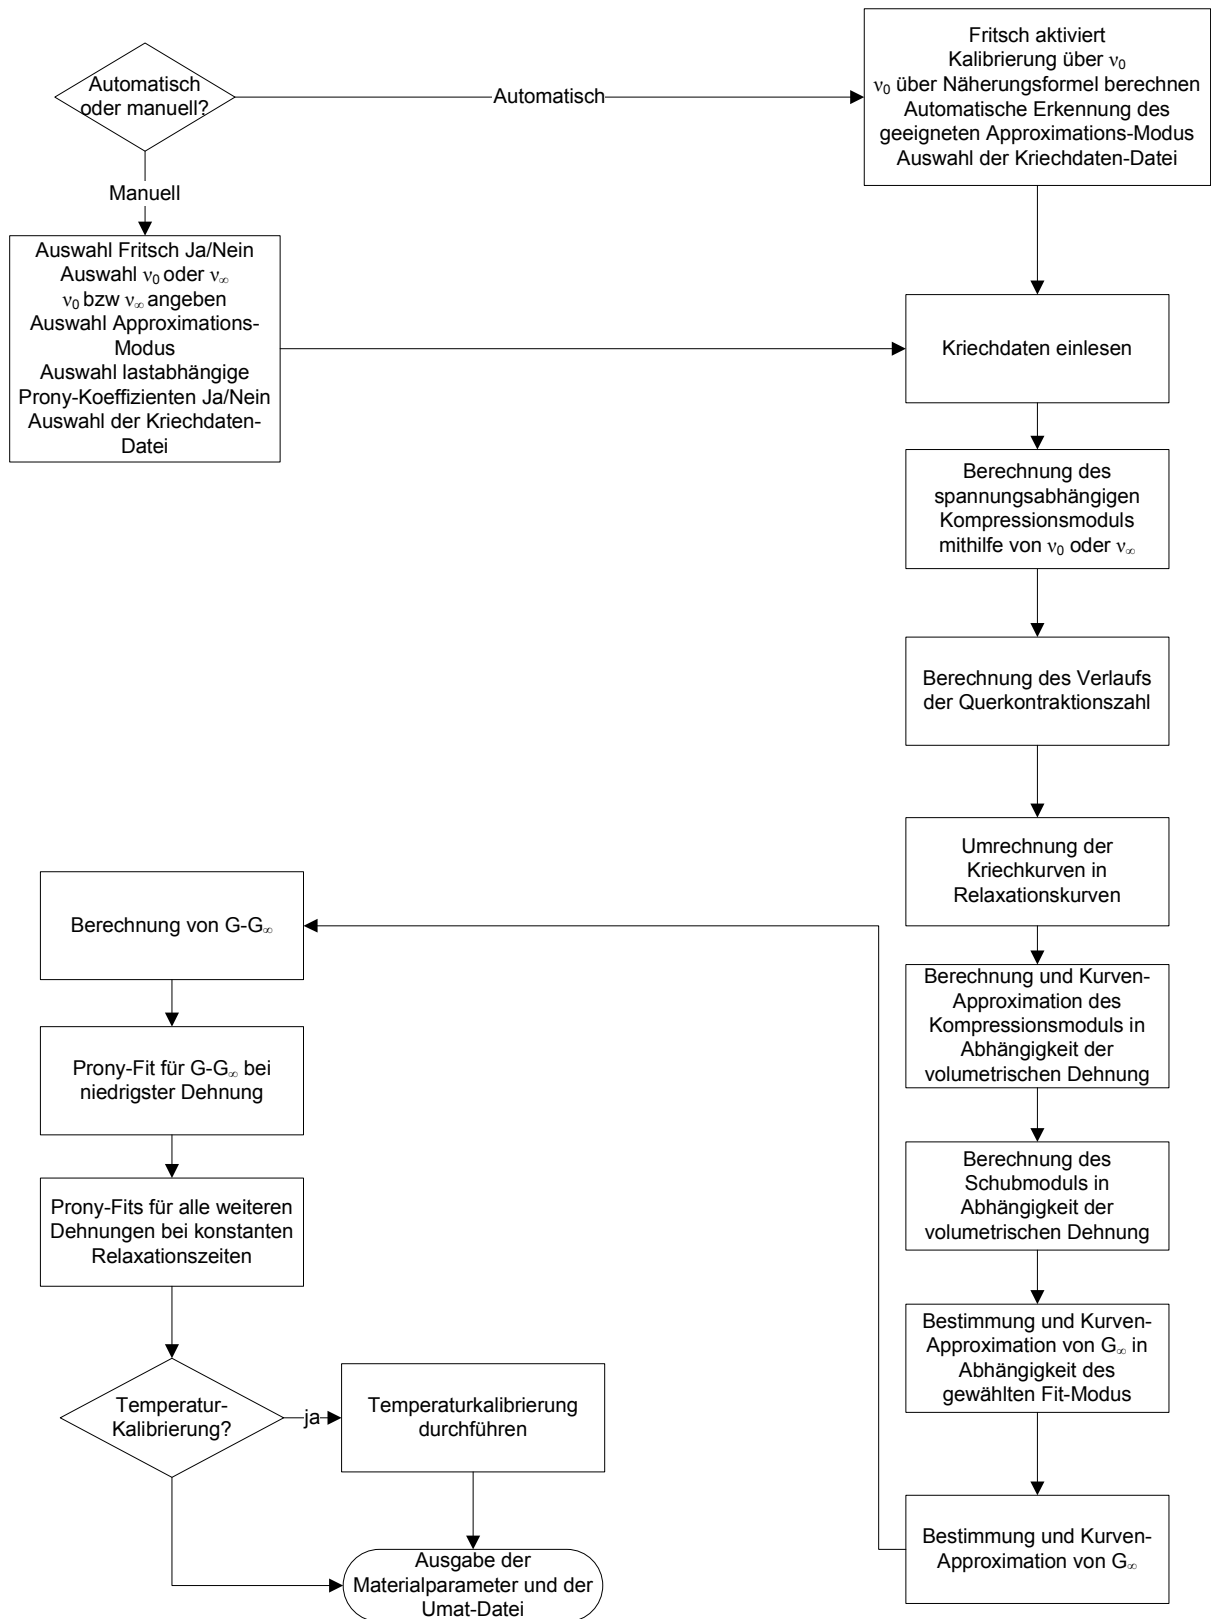 Automatisch
oder manuell?
Automatisch
Fritsch aktiviert
Kalibrierung über ν₀
ν₀ über Näherungsformel berechnen
Automatische Erkennung des
geeigneten Approximations-Modus
Auswahl der Kriechdaten-Datei
Manuell
Auswahl Fritsch Ja/Nein
Auswahl ν₀ oder ν∞
ν₀ bzw ν∞ angeben
Auswahl Approximations-
Modus
Auswahl lastabhängige
Prony-Koeffizienten Ja/Nein
Auswahl der Kriechdaten-
Datei
Kriechdaten einlesen
Berechnung des
spannungsabhängigen
Kompressionsmoduls
mithilfe von ν₀ oder ν∞
Berechnung des Verlaufs
der Querkontraktionszahl
Umrechnung der
Kriechkurven in
Relaxationskurven
Berechnung und Kurven-
Approximation des
Kompressionsmoduls in
Abhängigkeit der
volumetrischen Dehnung
Berechnung des
Schubmoduls in
Abhängigkeit der
volumetrischen Dehnung
Bestimmung und Kurven-
Approximation von G∞ in
Abhängigkeit des
gewählten Fit-Modus
Bestimmung und Kurven-
Approximation von G∞
Berechnung von G-G∞
Prony-Fit für G-G∞ bei
niedrigster Dehnung
Prony-Fits für alle weiteren
Dehnungen bei konstanten
Relaxationszeiten
Temperatur-
Kalibrierung?
ja
Temperaturkalibrierung
durchführen
Ausgabe der
Materialparameter und der
Umat-Datei